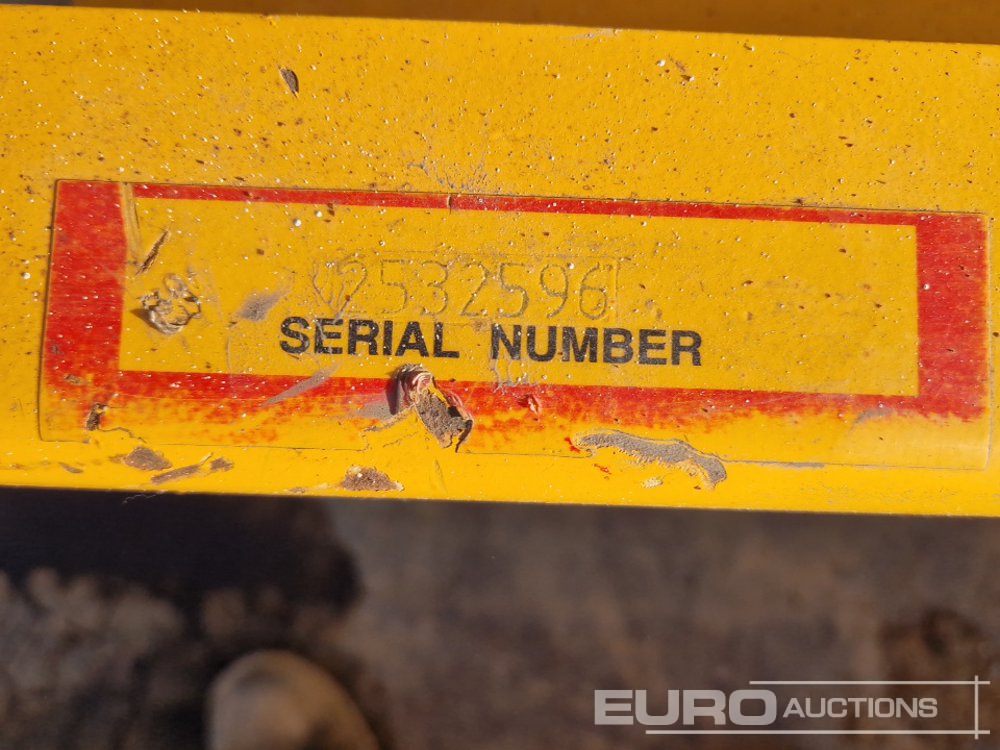 2532596
SERIAL NUMBER
EURO AUCTIONS